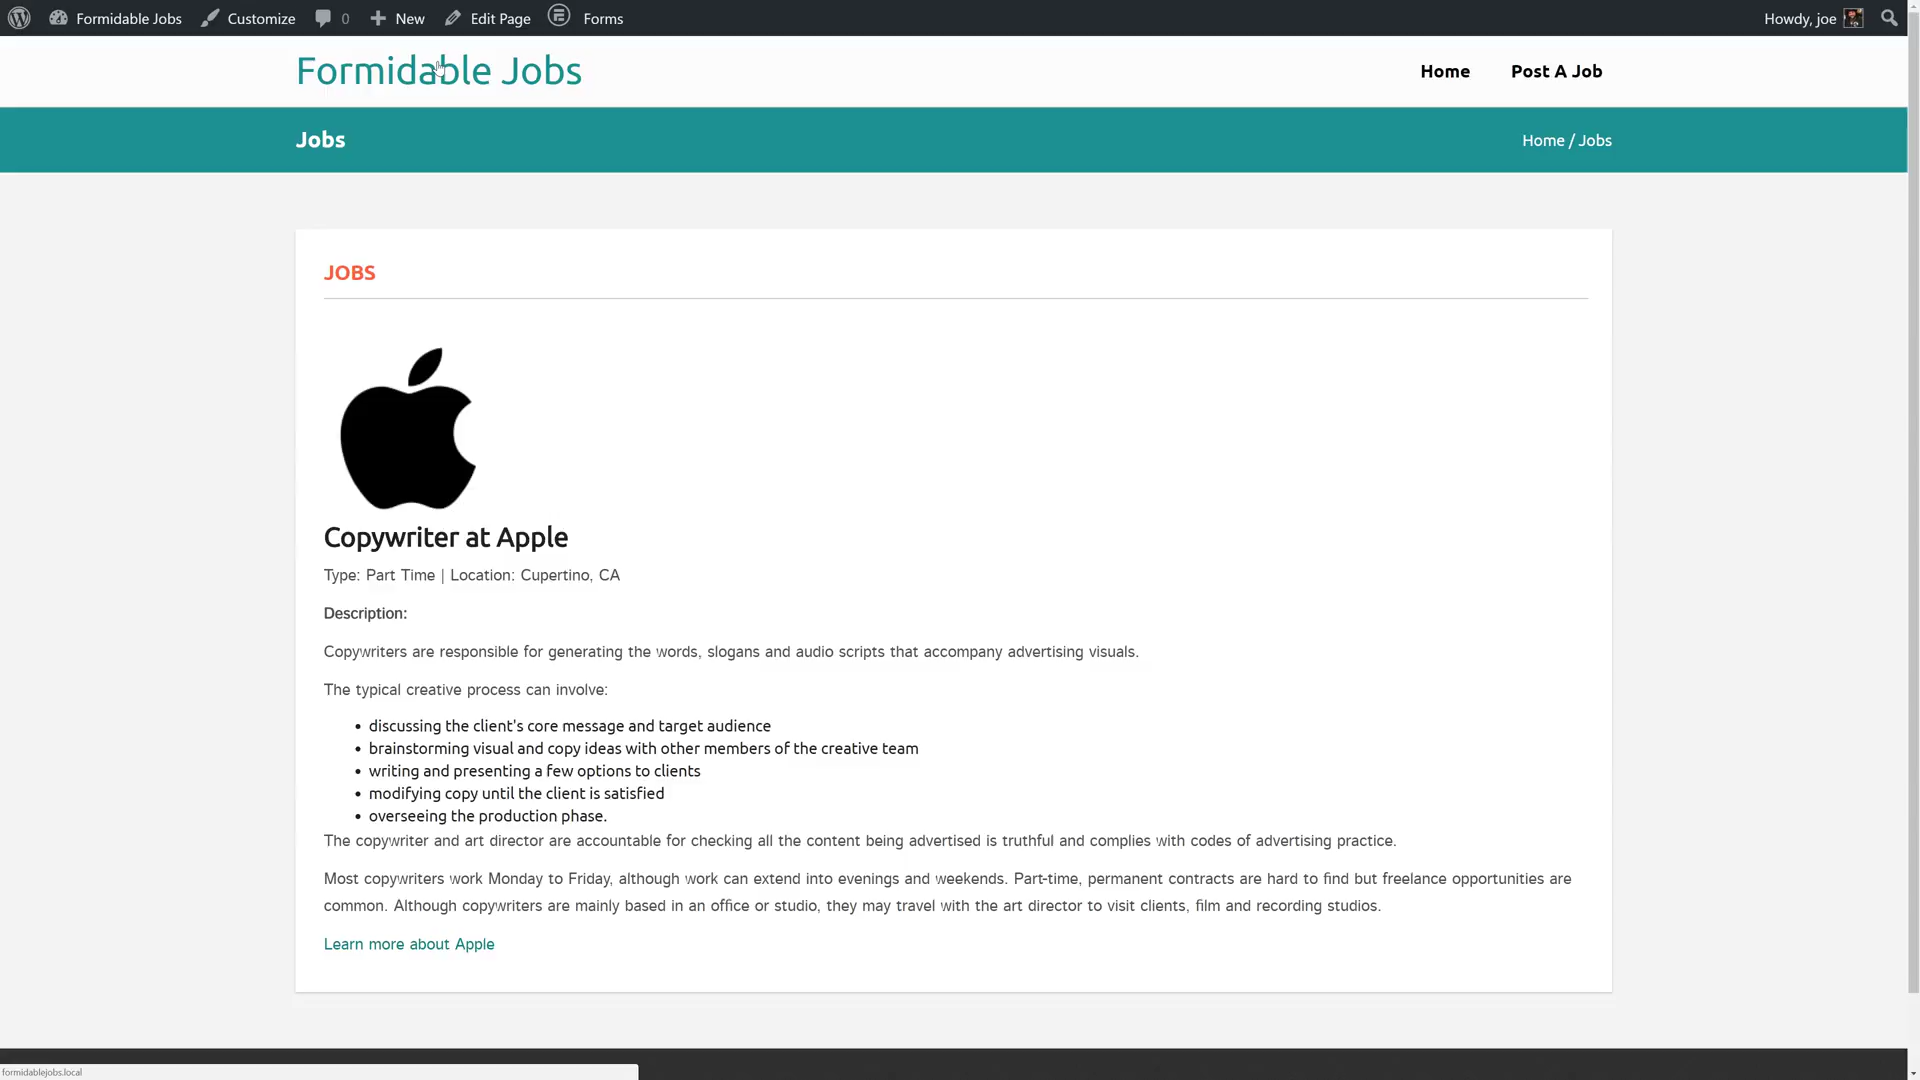 Formidable Jobs Customize 0 New Edit Page Forms Howdy, joe
Formidable Jobs Home Post A Job
Jobs Home / Jobs
JOBS
Copywriter at Apple
Type: Part Time | Location: Cupertino, CA
Description:
Copywriters are responsible for generating the words, slogans and audio scripts that accompany advertising visuals.
The typical creative process can involve:
• discussing the client's core message and target audience
• brainstorming visual and copy ideas with other members of the creative team
• writing and presenting a few options to clients
• modifying copy until the client is satisfied
• overseeing the production phase.
The copywriter and art director are accountable for checking all the content being advertised is truthful and complies with codes of advertising practice.
Most copywriters work Monday to Friday, although work can extend into evenings and weekends. Part-time, permanent contracts are hard to find but freelance opportunities are
common. Although copywriters are mainly based in an office or studio, they may travel with the art director to visit clients, film and recording studios.
Learn more about Apple
formidablejobs.local